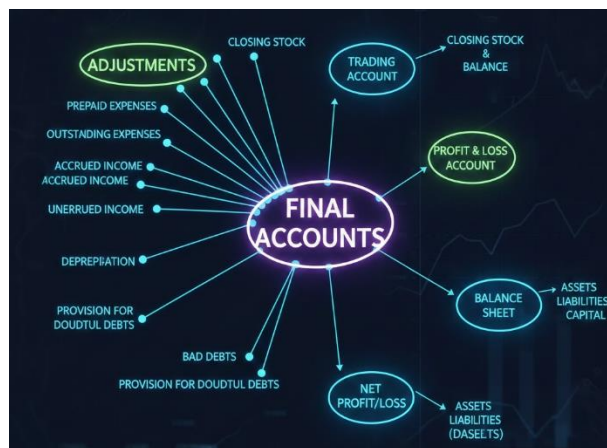 CLOSING STOCK
ADJUSTMENTS
PREPAID EXPENSES
OUTSTADING EXPENSES
ACCRUED INCOME
ACCRUED INCOME
UNERRUED INCOME
DEPREPIATION
PROVISION FOR
DOUDTUL DEBTS
BAD DEBTS
PROVISION FOR DOUDTUL DEBTS
FINAL
ACCOUNTS
TRADING
ACCOUNT
CLOSING STOCK
&
BALANCE
PROFIT & LOSS
ACCOUNT
BALANCE
SHEET
ASSETS
LIABILITIES
CAPITAL
NET
PROFIT/LOSS
ASSETS
LIABILITIES
(DASELTS)